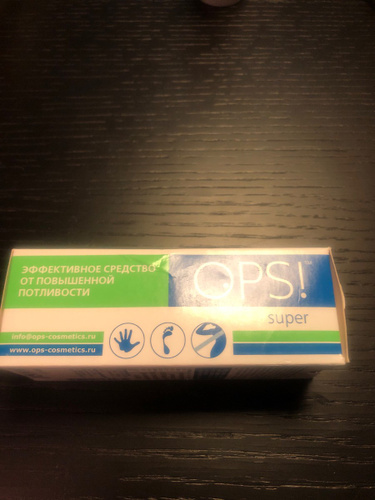 ЭФФЕКТИВНОЕ СРЕДСТВО
ОТ ПОВЫШЕННОЙ
ПОТЛИВОСТИ
OPS!
super
info@ops-cosmetics.ru
www.ops-cosmetics.ru